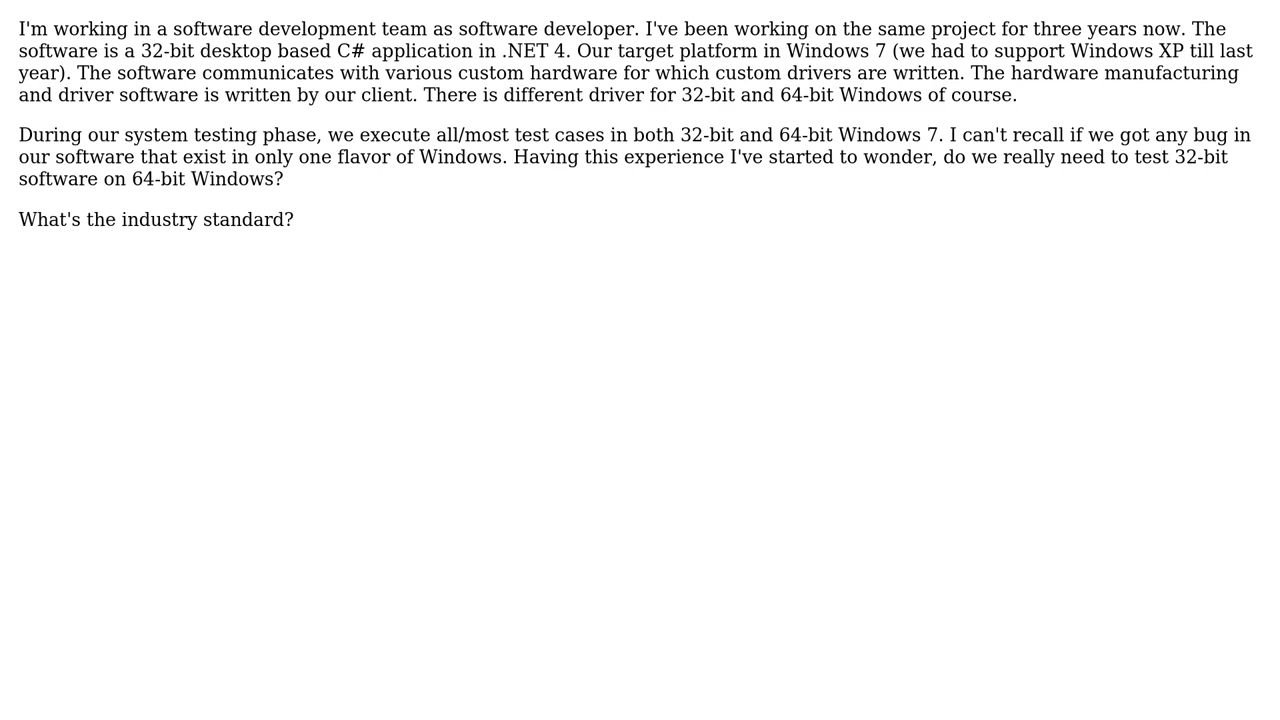 I'm working in a software development team as software developer. I've been working on the same project for three years now. The
software is a 32-bit desktop based C# application in .NET 4. Our target platform in Windows 7 (we had to support Windows XP till last
year). The software communicates with various custom hardware for which custom drivers are written. The hardware manufacturing
and driver software is written by our client. There is different driver for 32-bit and 64-bit Windows of course.
During our system testing phase, we execute all/most test cases in both 32-bit and 64-bit Windows 7. I can't recall if we got any bug in
our software that exist in only one flavor of Windows. Having this experience I've started to wonder, do we really need to test 32-bit
software on 64-bit Windows?
What's the industry standard?